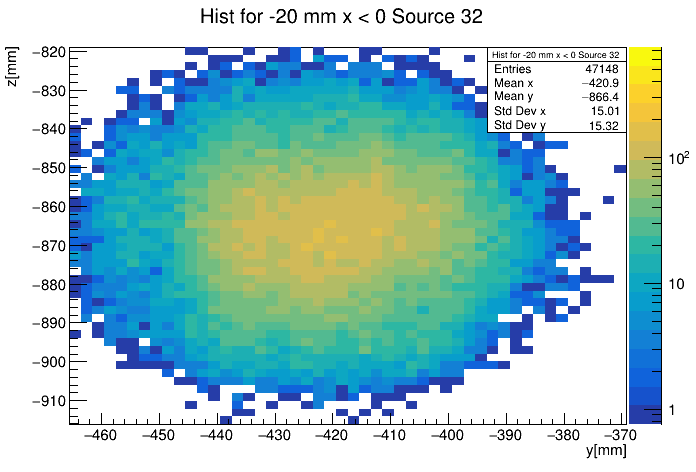 Hist for -20 mm x < 0 Source 32
z[mm]
−820
−830
−840
−850
−860
−870
−880
−890
−900
−910
Hist for -20 mm x < 0 Source 32
Entries 47148
Mean x −420.9
Mean y −866.4
Std Dev x 15.01
Std Dev y 15.32
10²
10
1
−460 −450 −440 −430 −420 −410 −400 −390 −380 −370
y[mm]